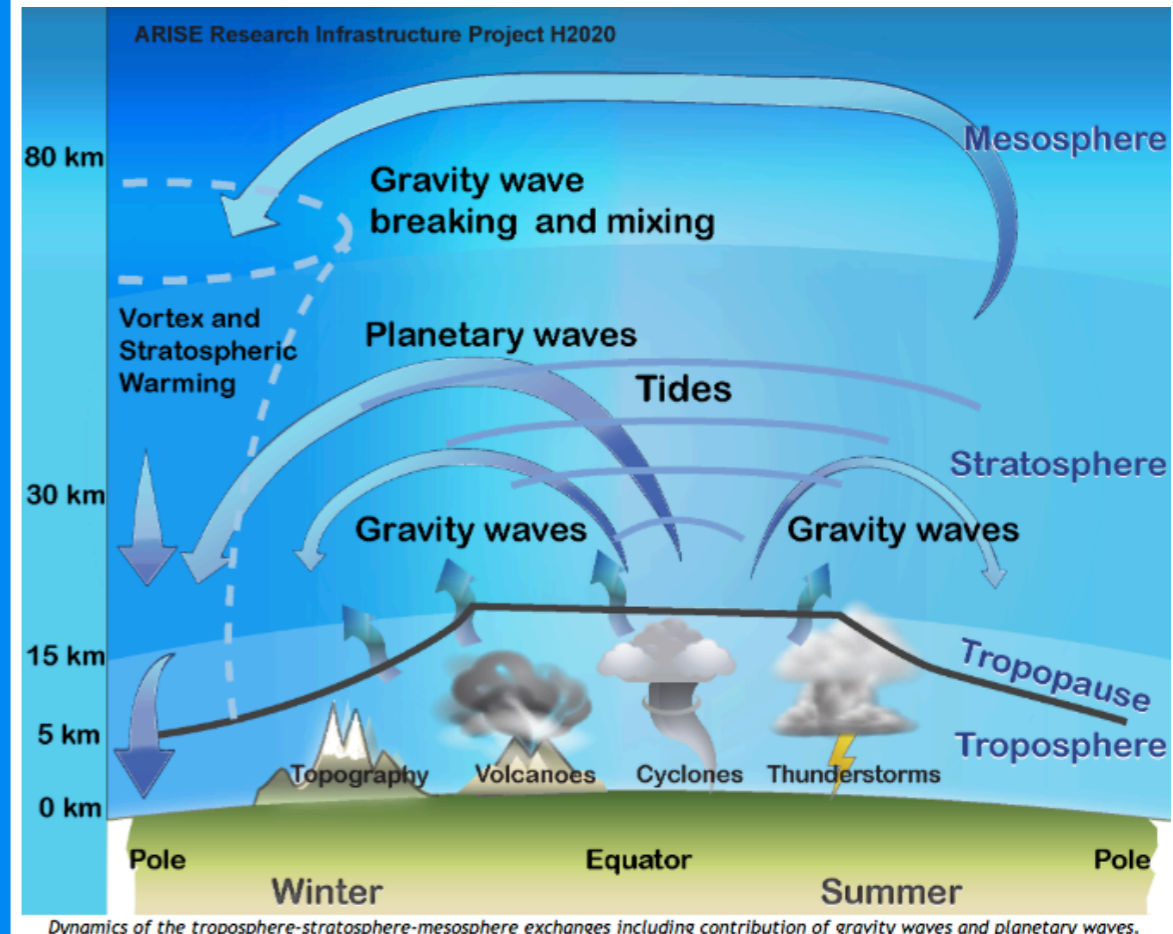 ARISE Research Infrastructure Project H2020
Mesosphere
80 km
Gravity wave
breaking and mixing
Vortex and
Stratospheric
Warming
Planetary waves
Tides
Stratosphere
30 km
Gravity waves
Gravity waves
15 km
Tropopause
5 km
Troposphere
Topography
Volcanoes
Cyclones
Thunderstorms
0 km
Pole
Equator
Pole
Winter
Summer
Dynamics of the troposphere-stratosphere-mesosphere exchanges including contribution of gravity waves and planetary waves.